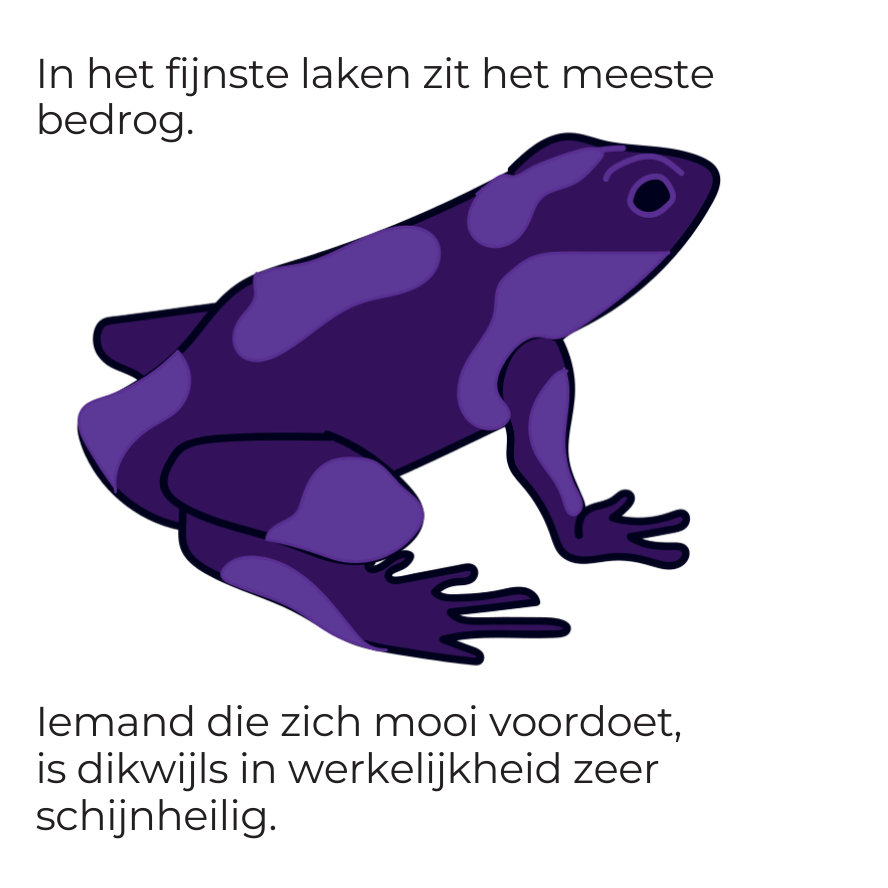 In het fijnste laken zit het meeste
bedrog.
Iemand die zich mooi voordoet,
is dikwijls in werkelijkheid zeer
schijnheilig.